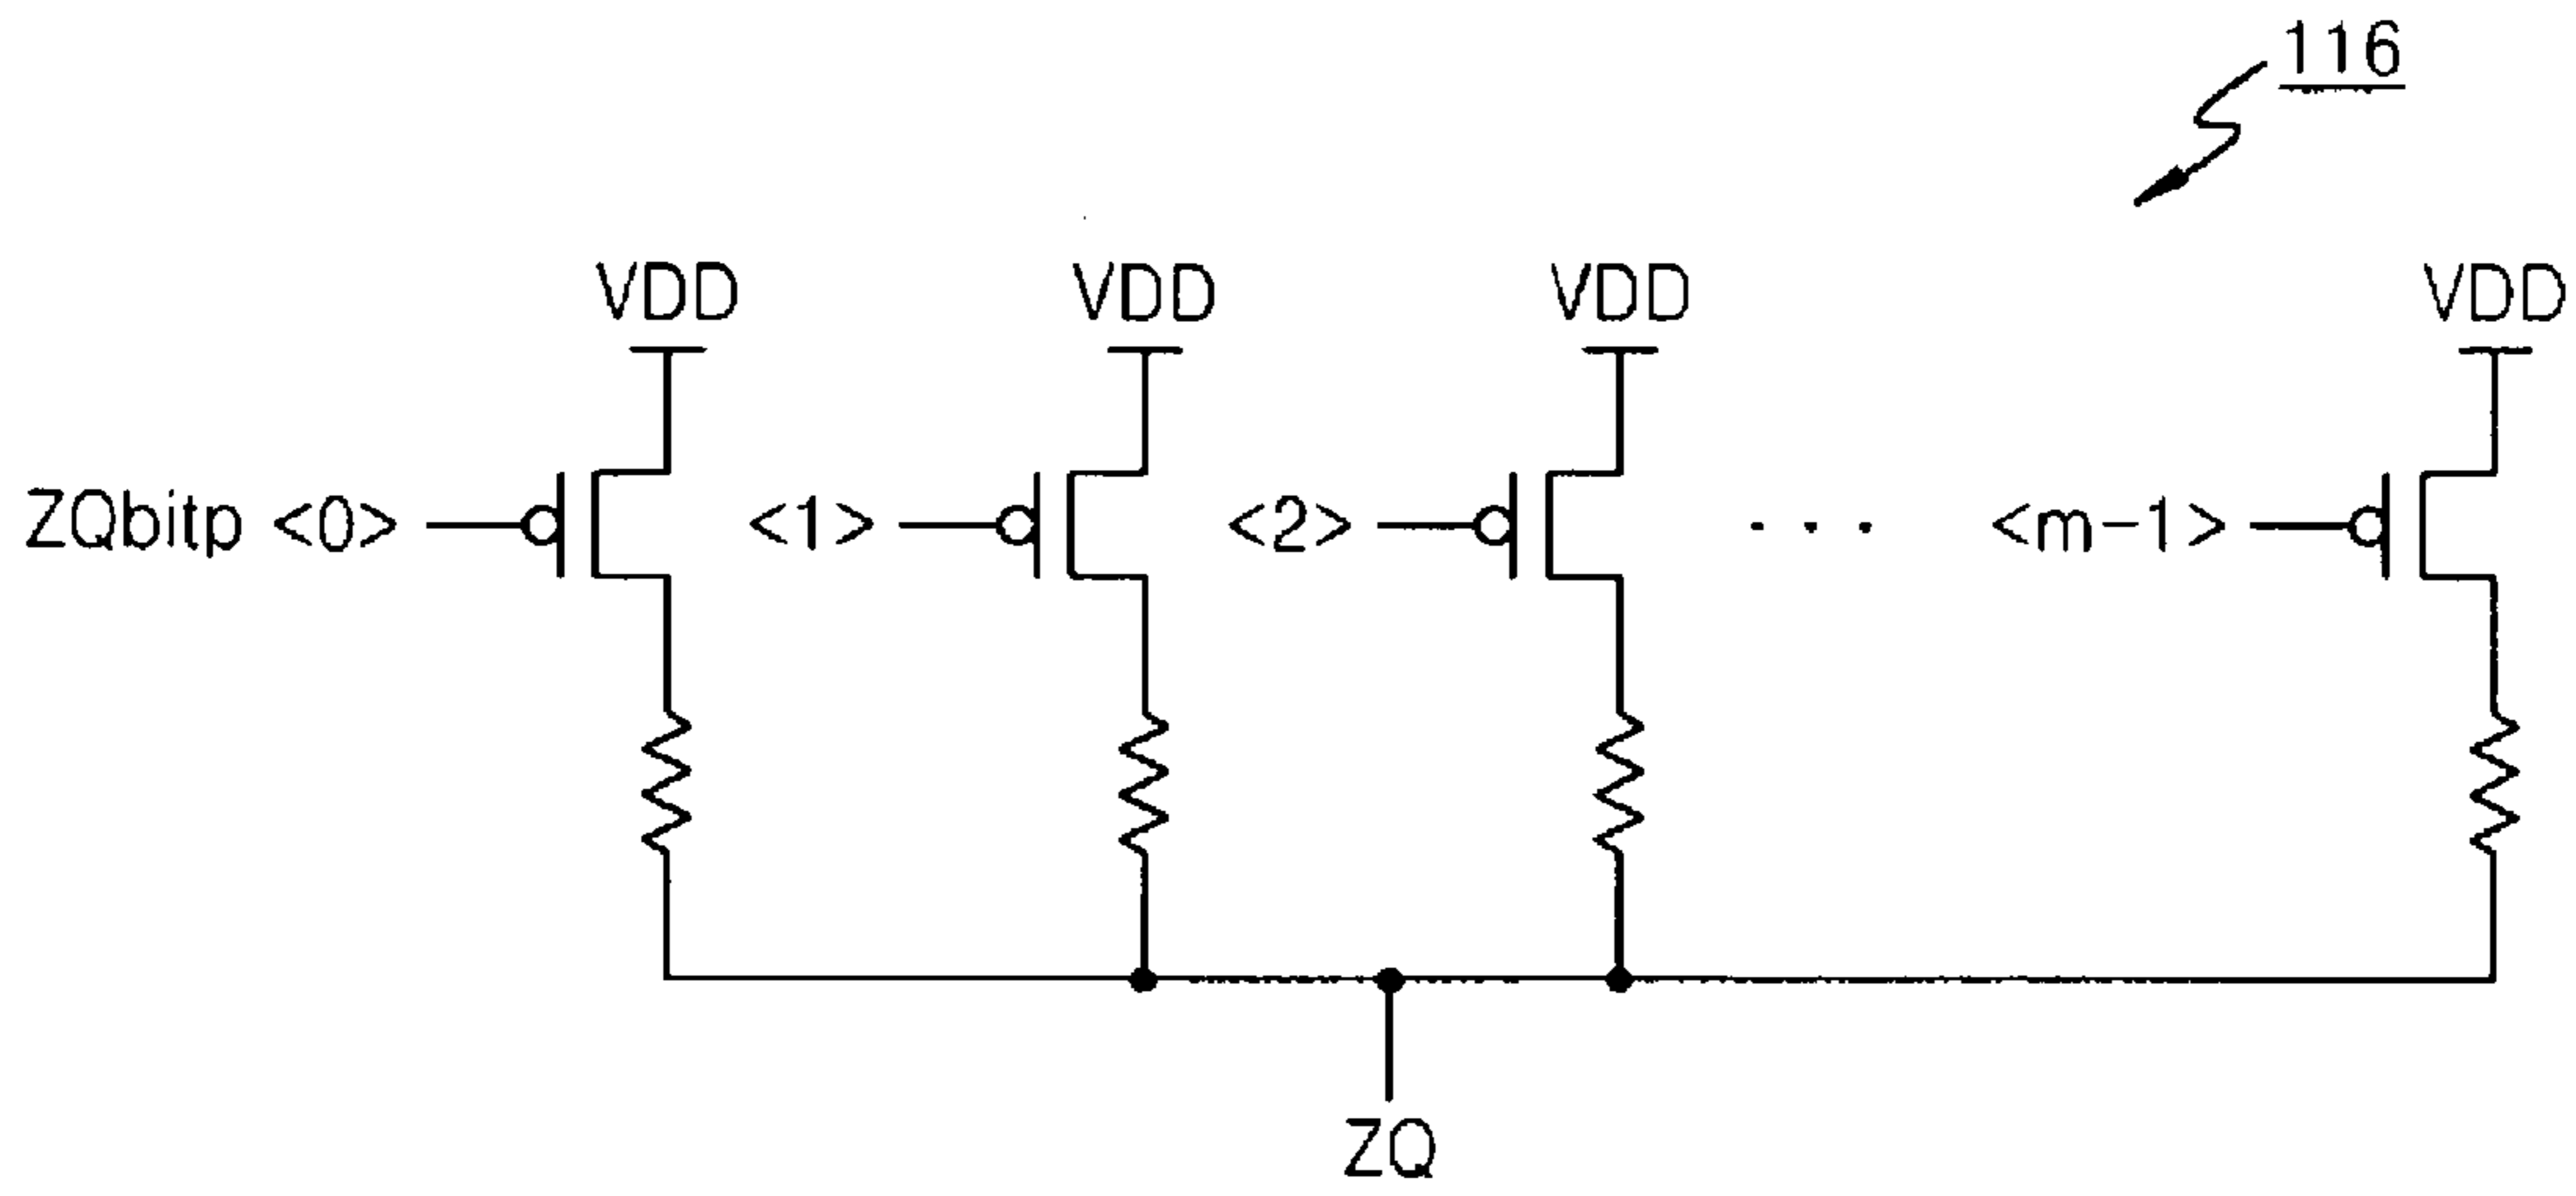 116
VDD VDD VDD VDD
ZQbitp <0> <1> <2> ... <m-1>
ZQ